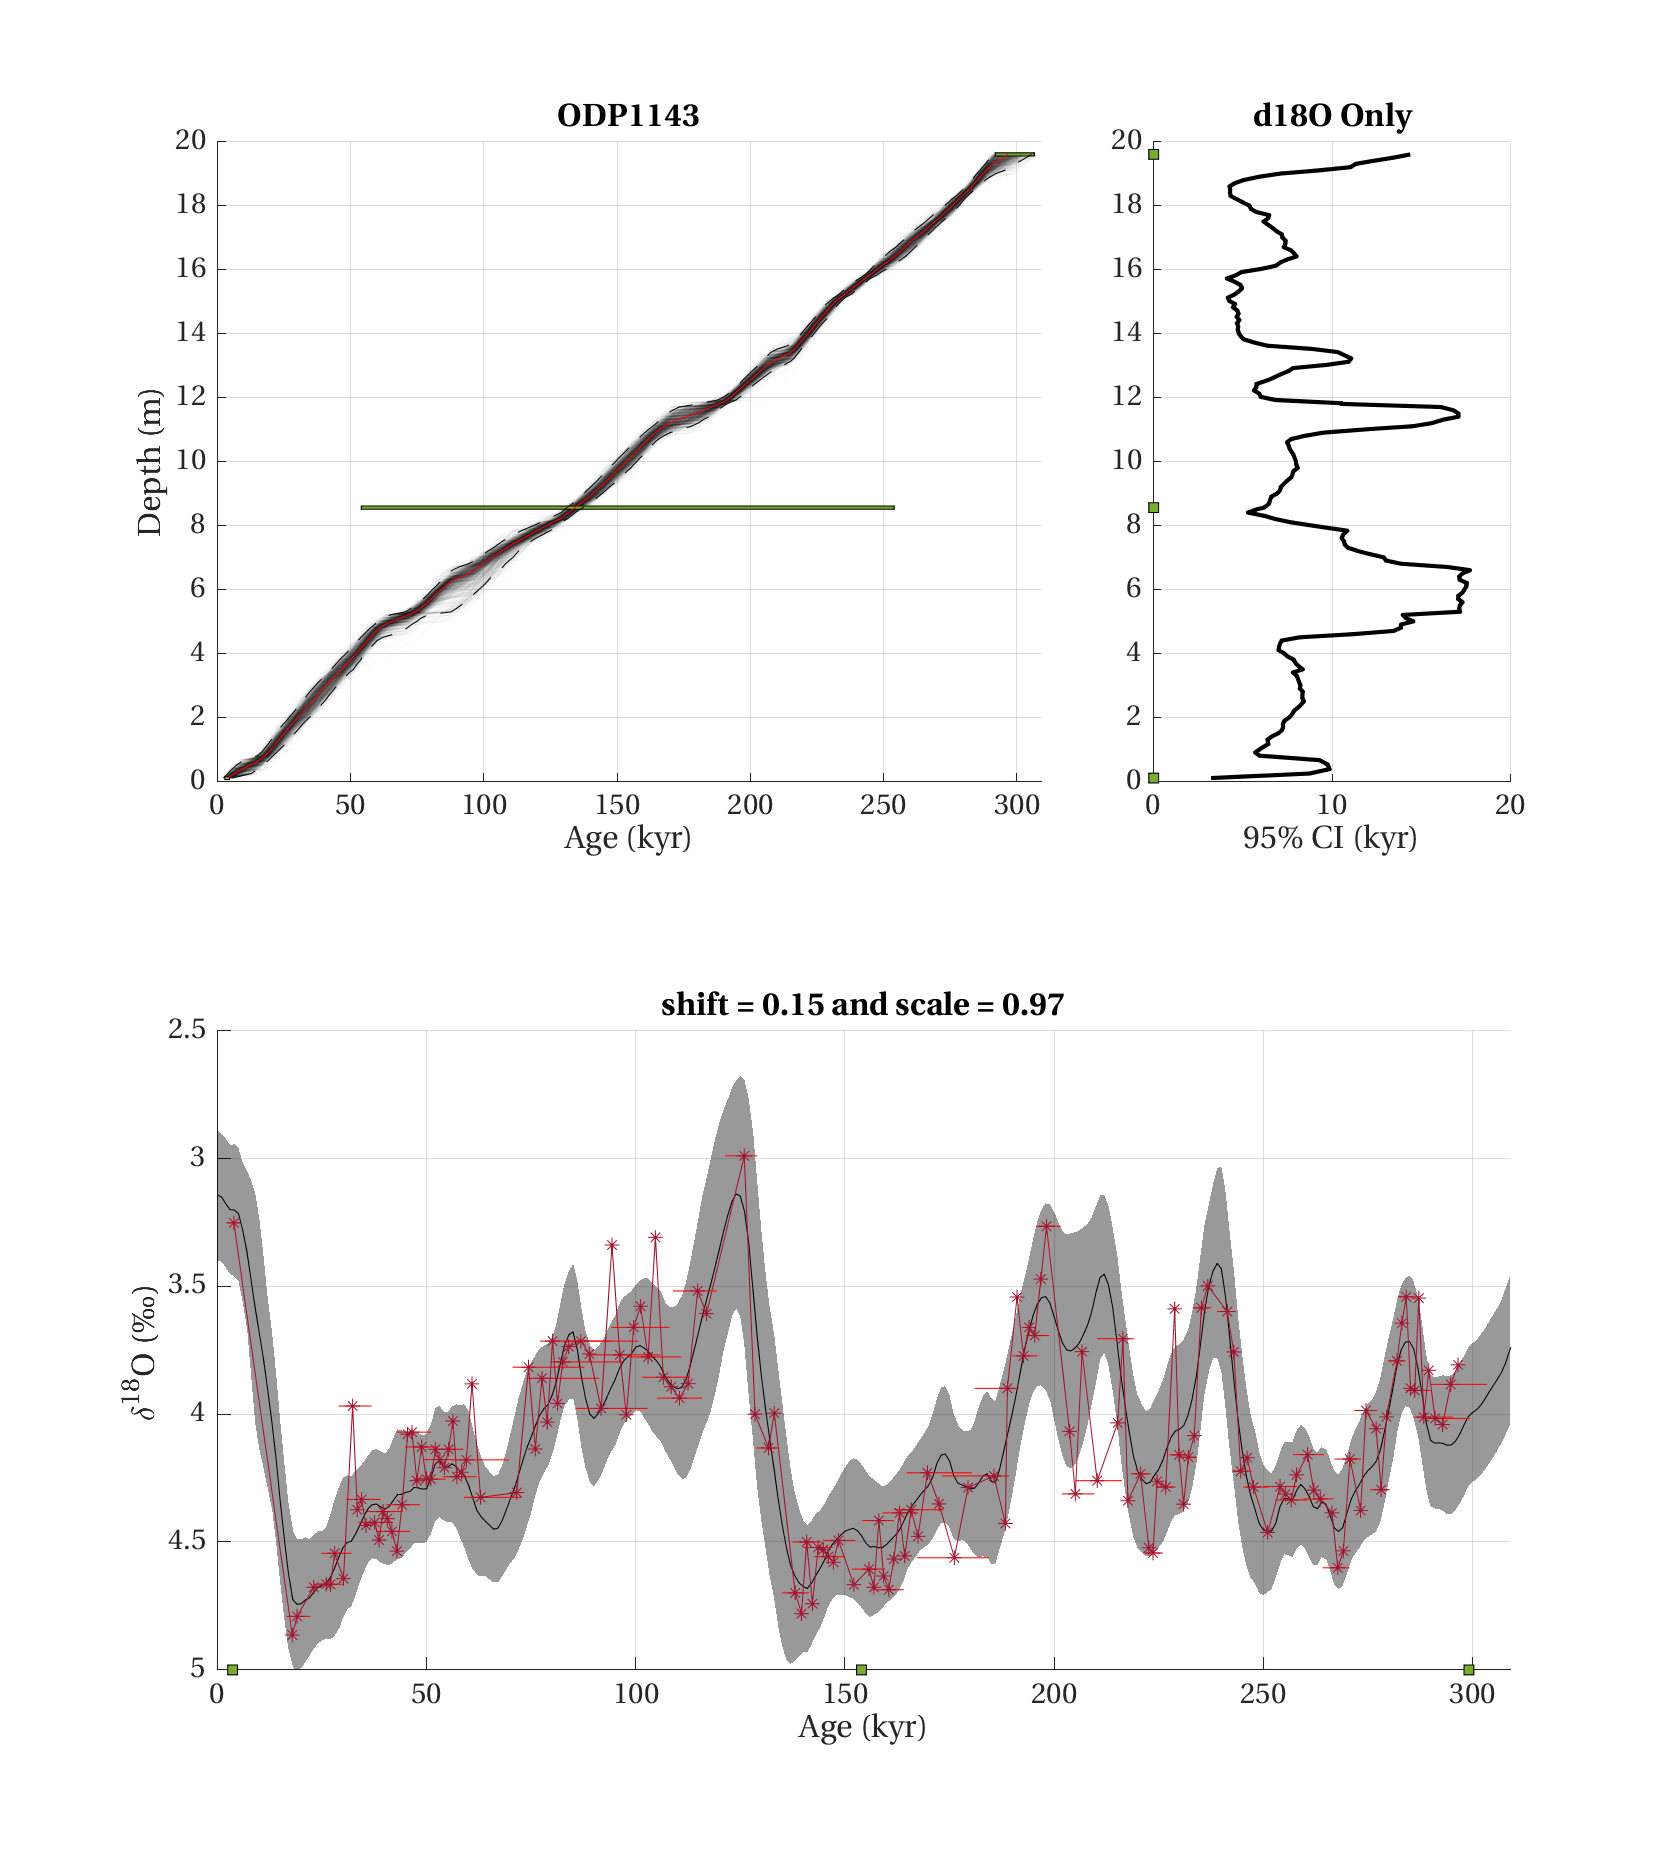 ODP1143
d18O Only
20
18
16
14
12
10
8
6
4
2
0
Depth (m)
0 50 100 150 200 250 300
Age (kyr)
20
18
16
14
12
10
8
6
4
2
0
0 10 20
95% CI (kyr)
shift = 0.15 and scale = 0.97
2.5
3
3.5
4
4.5
5
δ¹⁸O (‰)
0 50 100 150 200 250 300
Age (kyr)